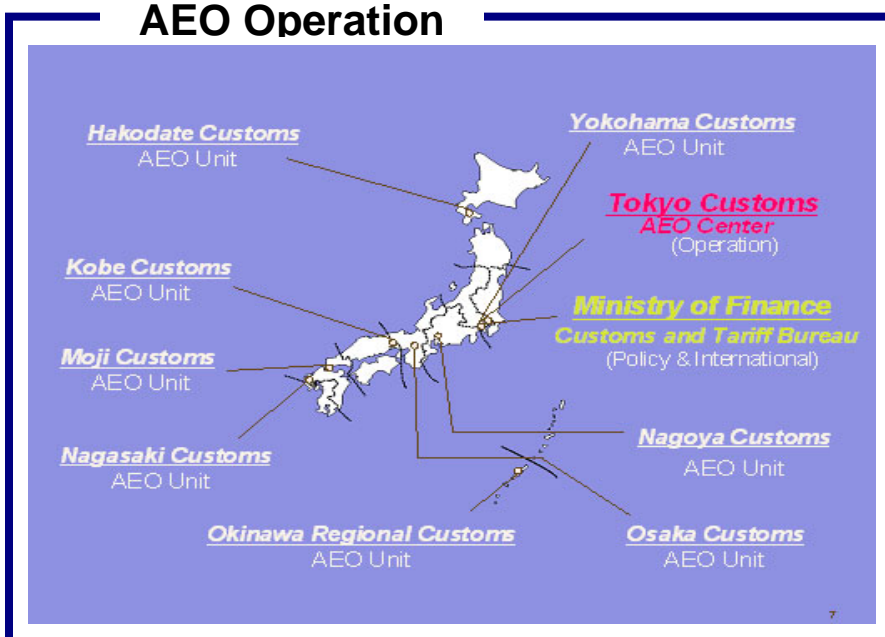 AEO Operation
Hakodate Customs
AEO Unit
Yokohama Customs
AEO Unit
Tokyo Customs
AEO Center
(Operation)
Kobe Customs
AEO Unit
Ministry of Finance
Customs and Tariff Bureau
(Policy & International)
Moji Customs
AEO Unit
Nagasaki Customs
AEO Unit
Nagoya Customs
AEO Unit
Okinawa Regional Customs
AEO Unit
Osaka Customs
AEO Unit
7